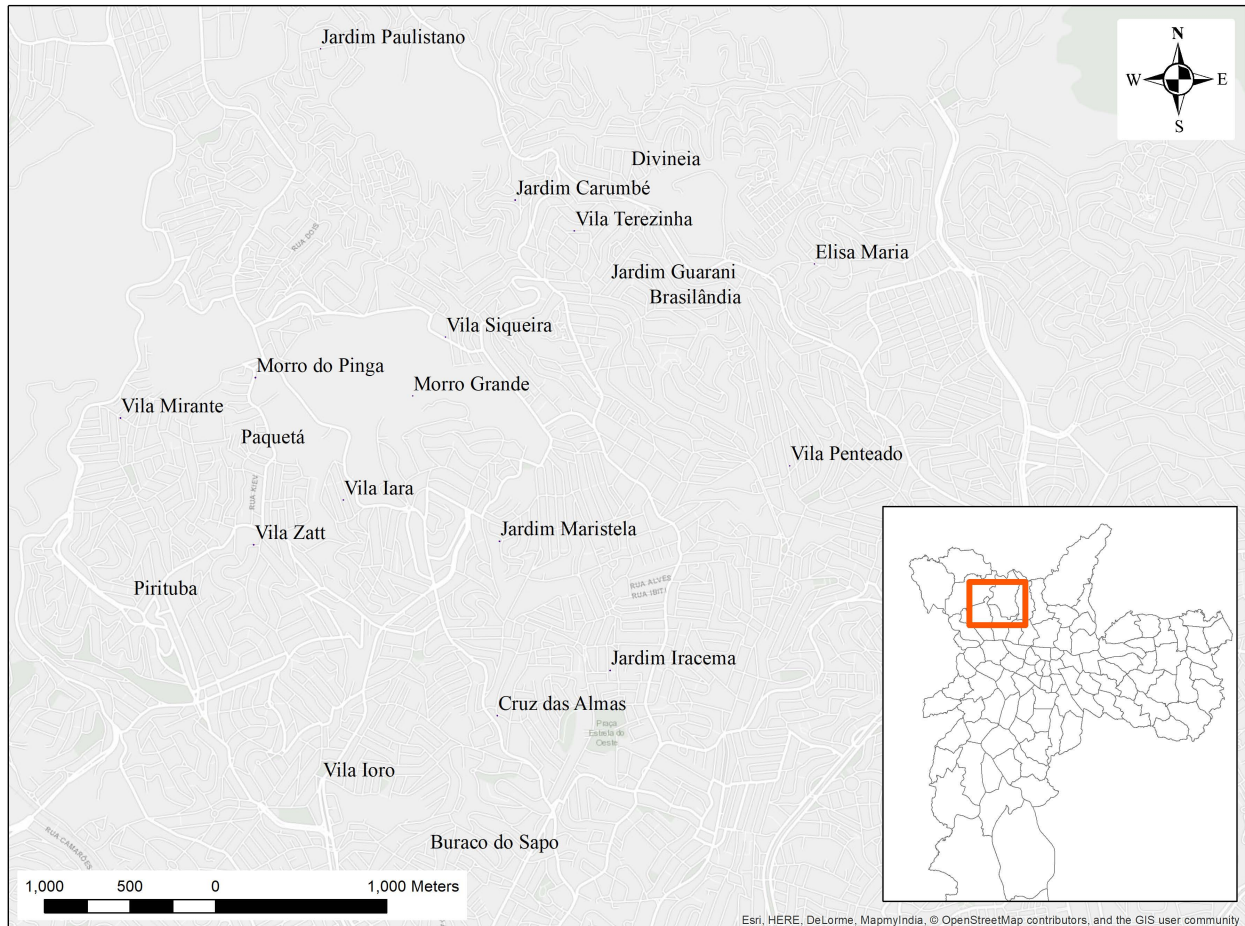 Jardim Paulistano
N
W
E
S
Divineia
Jardim Carumbé
Vila Terezinha
RUA DOIS
Elisa Maria
Jardim Guarani
Brasilândia
Vila Siqueira
Morro do Pinga
Morro Grande
Vila Mirante
Paquetá
Vila Penteado
RUA KIEV
Vila Iara
Vila Zatt
Jardim Maristela
Pirituba
RUA ALVES
RUA IBITI
Jardim Iracema
Cruz das Almas
Praça
Estada do
Oeste
Vila Ioro
RUA CAMARÕES
Buraco do Sapo
1,000 500 0 1,000 Meters
Esri, HERE, DeLorme, MapmyIndia, © OpenStreetMap contributors, and the GIS user community